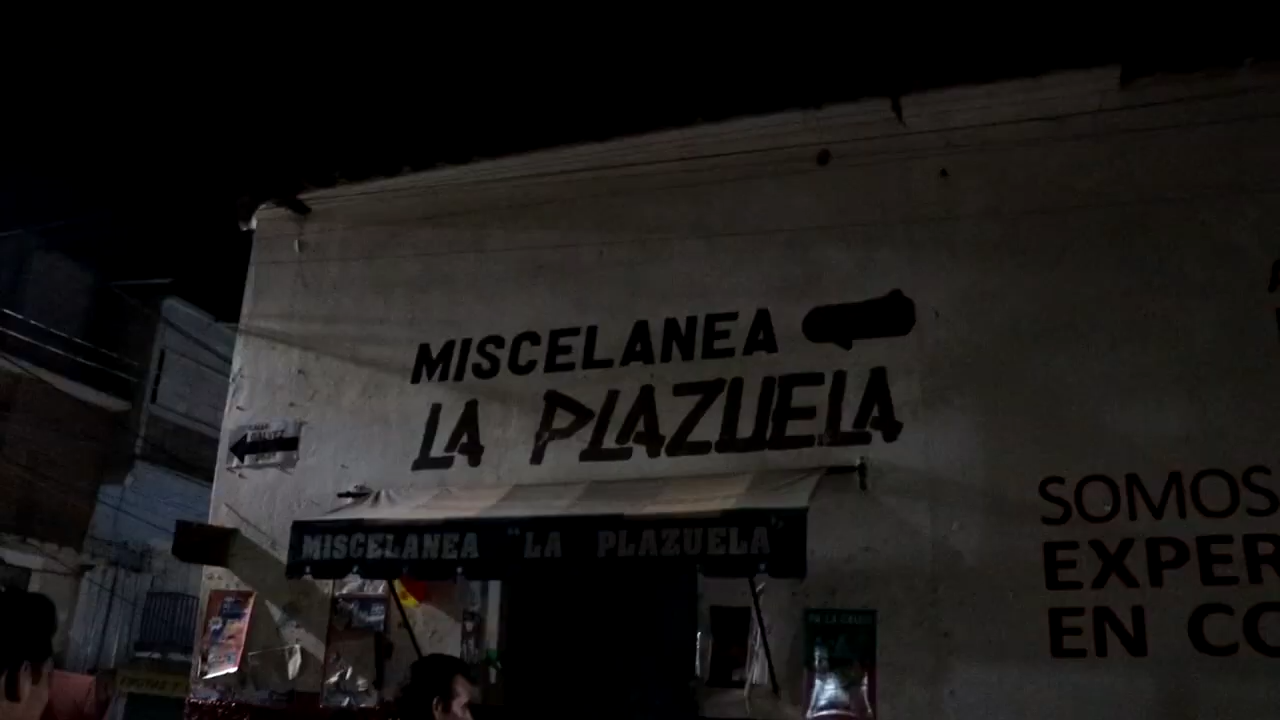 MISCELANEA
LA PLAZUELA
MISCELANEA "LA PLAZUELA"
SOMOS
EXPER
EN CO